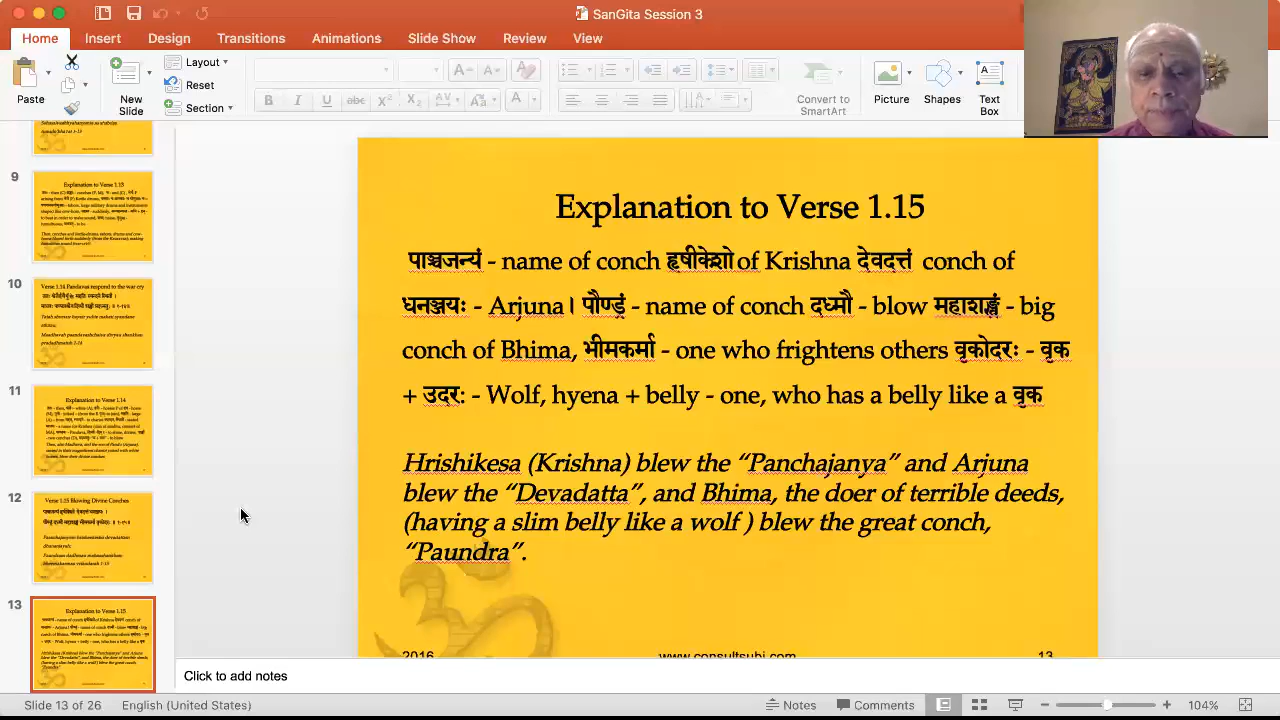 SanGita Session 3
Home Insert Design Transitions Animations Slide Show Review View
Paste
New Slide
Layout
Reset
Section
Convert to SmartArt
Picture
Shapes
Text Box
9
Explanation to Verse 1.13
10
Verse 1.14 Pandavas respond to the war cry
11
Explanation to Verse 1.14
12
Verse 1.15 Blowing Divine Conches
13
Explanation to Verse 1.15
Explanation to Verse 1.15
पाञ्चजन्यं - name of conch हृषीकेशो of Krishna देवदत्तं conch of
धनञ्जयः - Arjuna। पौण्ड्रं - name of conch दध्मौ - blow महाशङ्खं - big
conch of Bhima, भीमकर्मा - one who frightens others वृकोदरः - वृक
+ उदरः - Wolf, hyena + belly - one, who has a belly like a वृक
Hrishikesa (Krishna) blew the “Panchajanya” and Arjuna
blew the “Devadatta”, and Bhima, the doer of terrible deeds,
(having a slim belly like a wolf ) blew the great conch,
“Paundra”.
2016 www.consultsubi.com 13
Click to add notes
Slide 13 of 26 English (United States) Notes Comments 104%